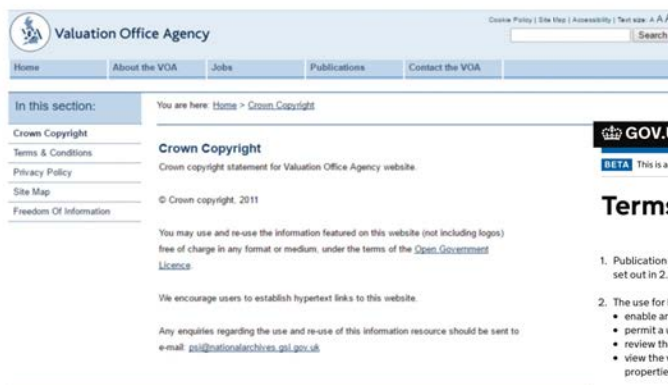 Cookie Policy | Site Map | Accessibility | Text size: A A A
Valuation Office Agency
Search
Home About the VOA Jobs Publications Contact the VOA
In this section:
Crown Copyright
Terms & Conditions
Privacy Policy
Site Map
Freedom Of Information
You are here: Home > Crown Copyright
Crown Copyright
Crown copyright statement for Valuation Office Agency website.
© Crown copyright, 2011
You may use and re-use the information featured on this website (not including logos)
free of charge in any format or medium, under the terms of the Open Government
Licence.
We encourage users to establish hypertext links to this website.
Any enquiries regarding the use and re-use of this information resource should be sent to
e-mail: psi@nationalarchives.gsi.gov.uk
GOV.U
BETA This is a
Terms
1. Publication
set out in 2.
2. The use for
• enable an
• permit a u
• review th
• view the v
propertie